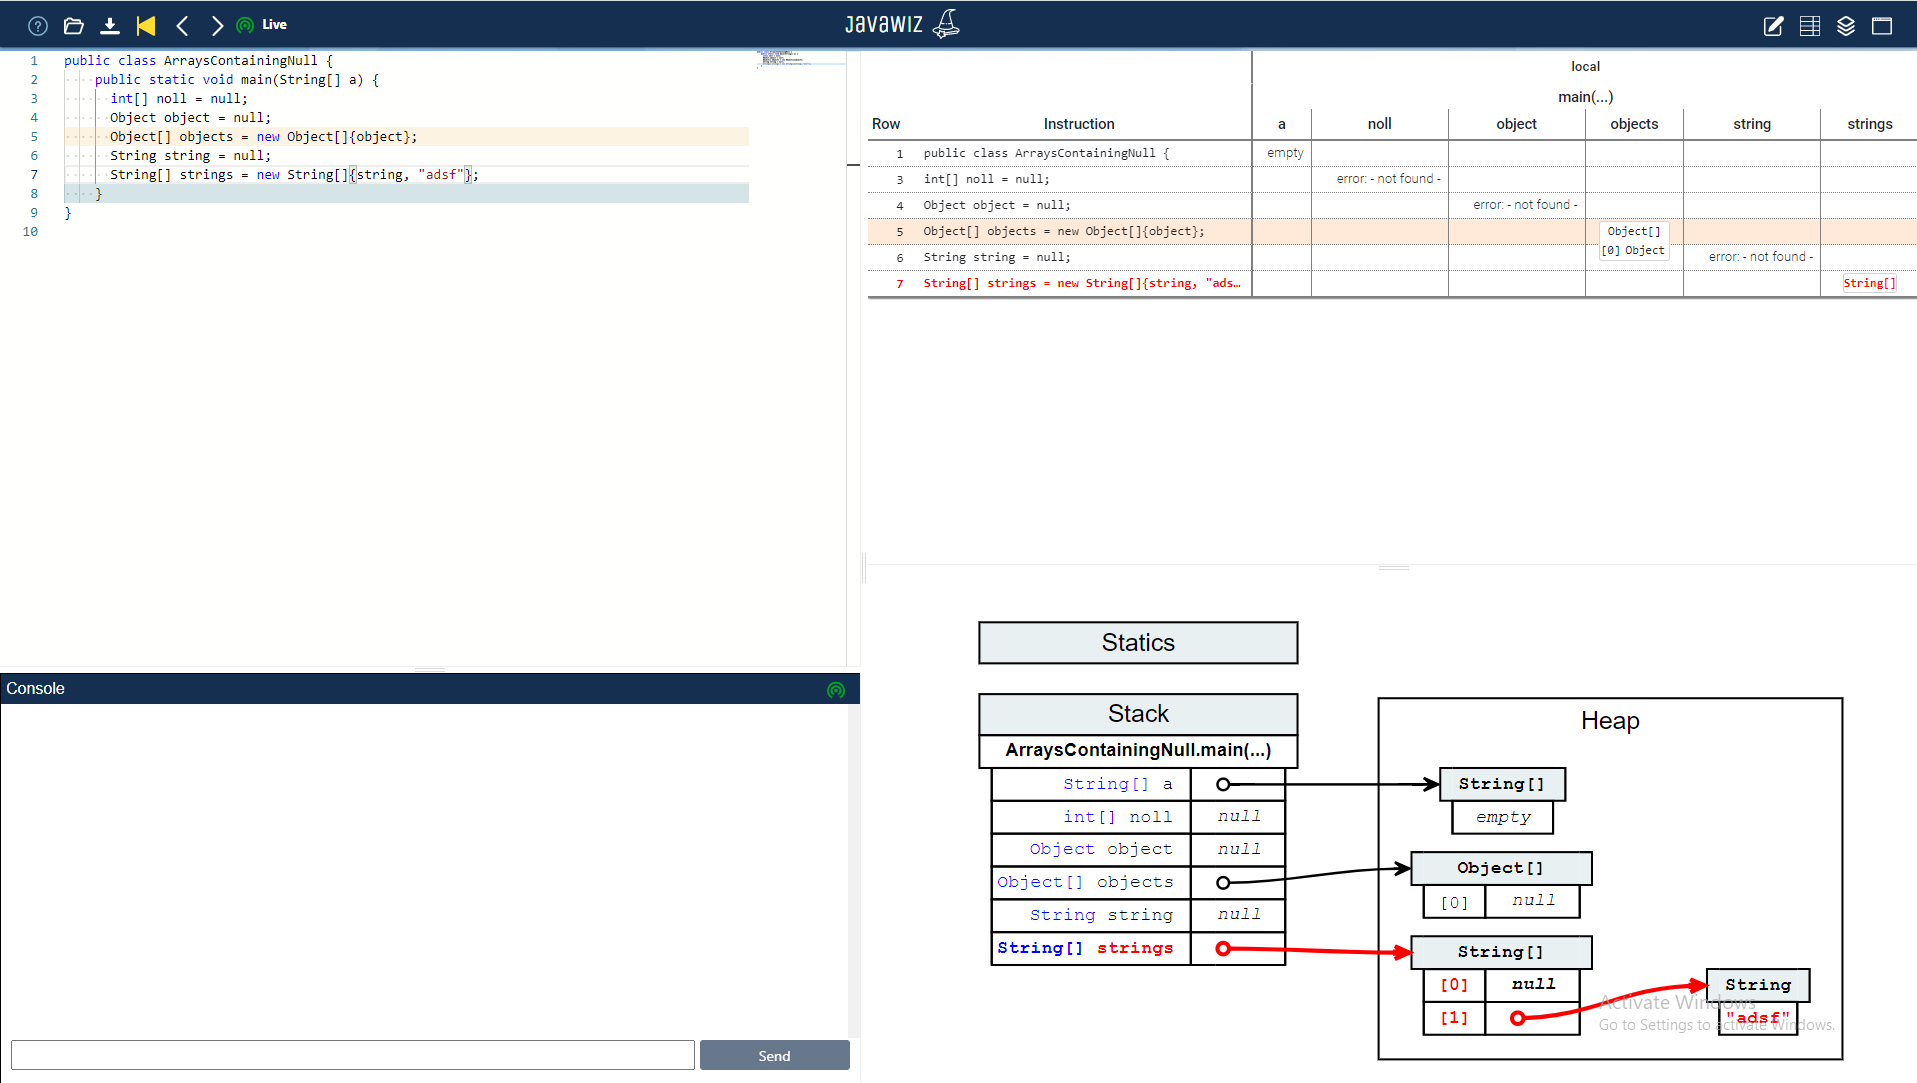 ? Live JavaWIZ
1 public class ArraysContainingNull {
2 public static void main(String[] a) {
3 int[] noll = null;
4 Object object = null;
5 Object[] objects = new Object[]{object};
6 String string = null;
7 String[] strings = new String[]{string, "adsf"};
8 }
9 }
10
local
main(...)
Row Instruction a noll object objects string strings
1 public class ArraysContainingNull { empty
3 int[] noll = null; error: - not found -
4 Object object = null; error: - not found -
5 Object[] objects = new Object[]{object}; Object[]
[0] Object
6 String string = null; error: - not found -
7 String[] strings = new String[]{string, "ads… String[]
Console
Send
Statics
Stack
ArraysContainingNull.main(...)
String[] a
int[] noll null
Object object null
Object[] objects
String string null
String[] strings
Heap
String[]
empty
Object[]
[0] null
String[]
[0] null
[1]
String
"adsf"
Activate Windows
Go to Settings to activate Windows.